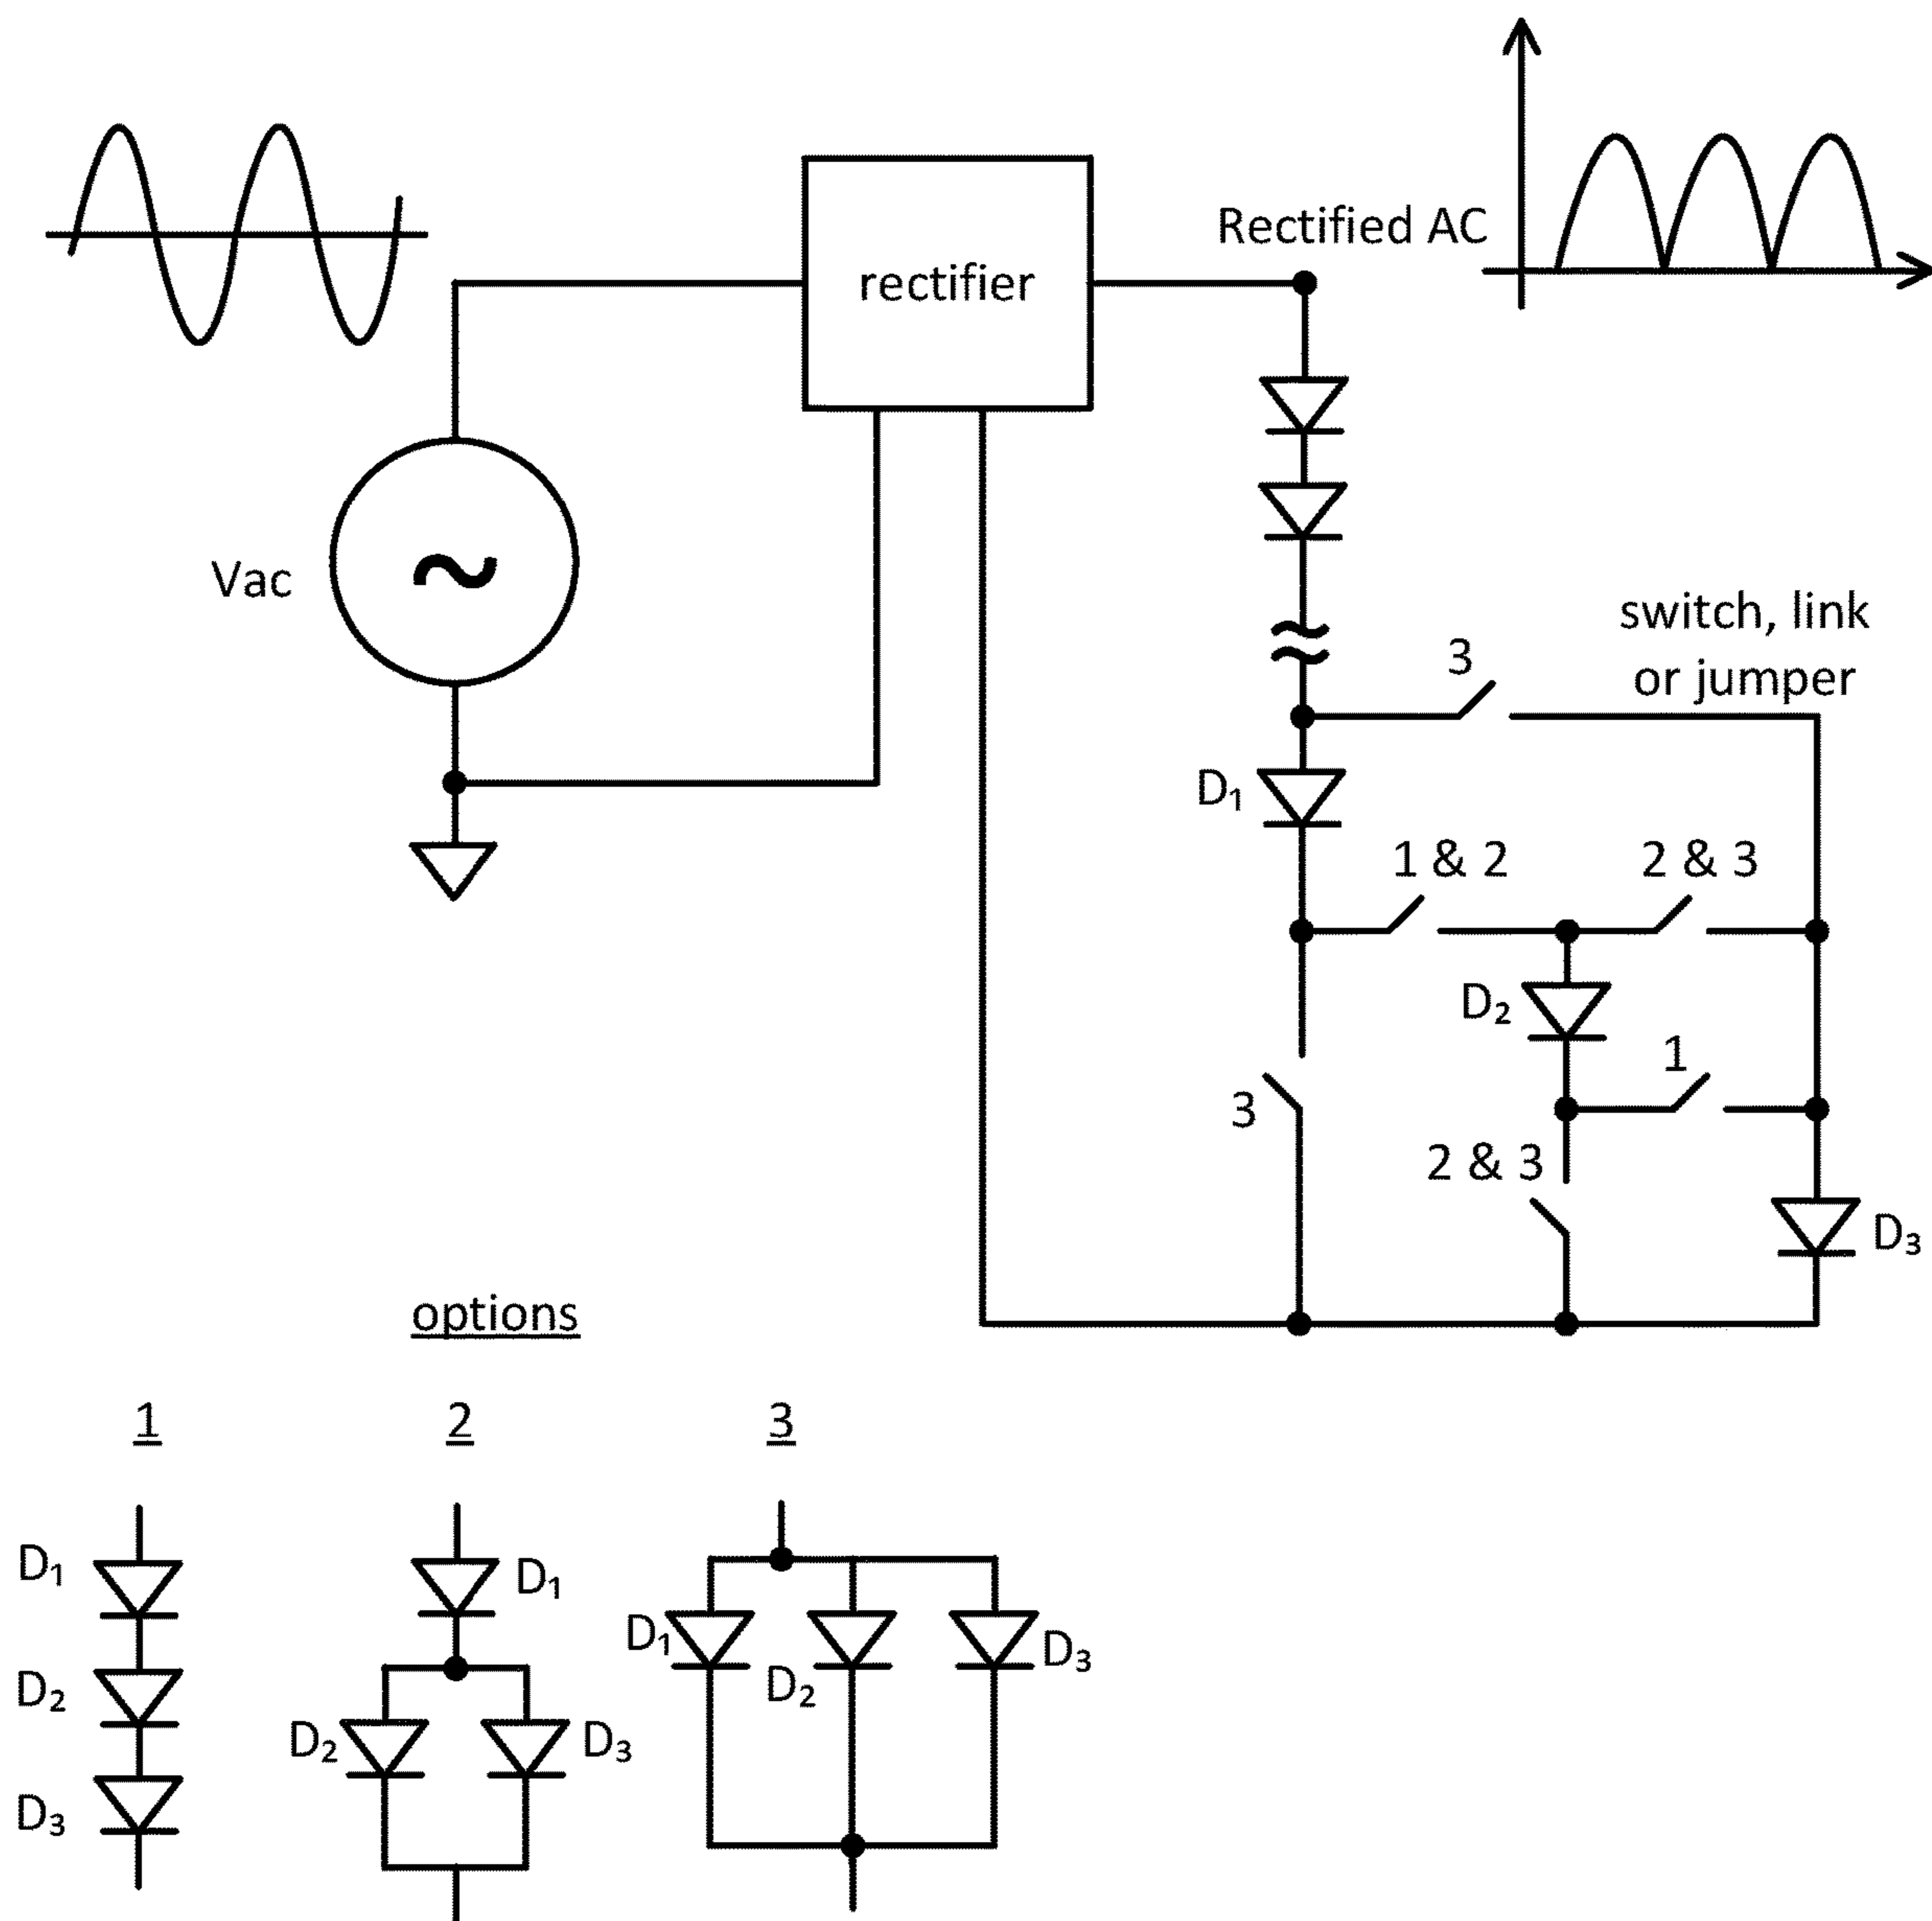 rectifier
Rectified AC
Vac
switch, link
or jumper
3
D₁
1 & 2
2 & 3
D₂
1
3
2 & 3
D₃
options
1
2
3
D₁
D₂
D₃
D₁
D₂
D₃
D₁
D₂
D₃